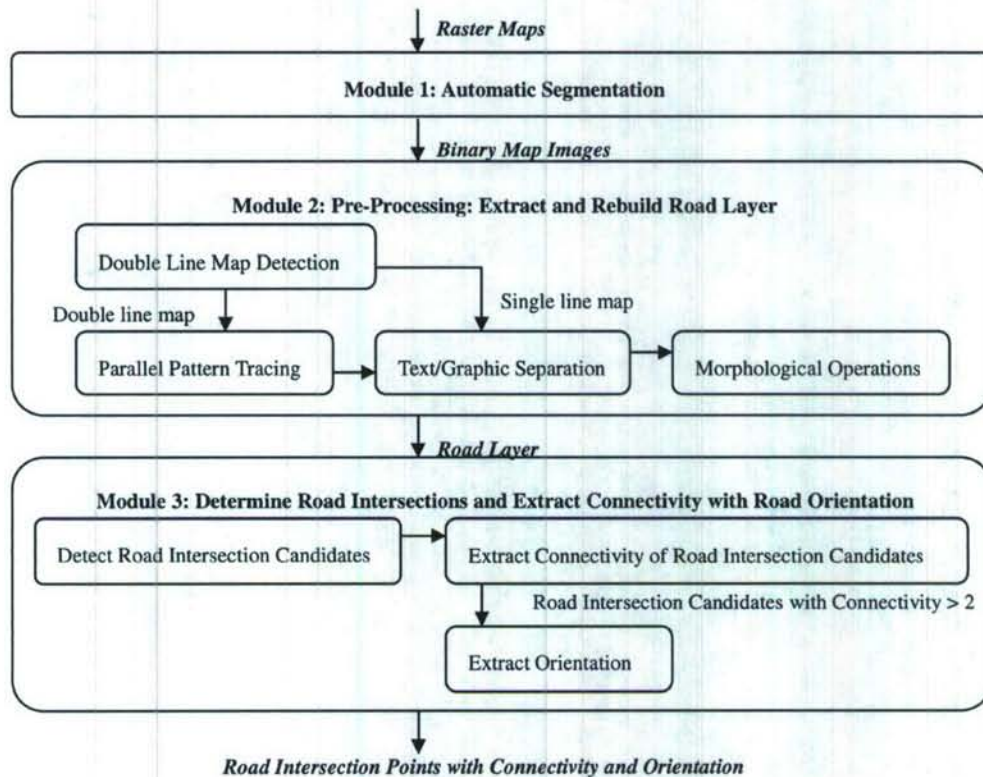 Raster Maps
Module 1: Automatic Segmentation
Binary Map Images
Module 2: Pre-Processing: Extract and Rebuild Road Layer
Double Line Map Detection
Single line map
Double line map
Parallel Pattern Tracing
Text/Graphic Separation
Morphological Operations
Road Layer
Module 3: Determine Road Intersections and Extract Connectivity with Road Orientation
Detect Road Intersection Candidates
Extract Connectivity of Road Intersection Candidates
Road Intersection Candidates with Connectivity > 2
Extract Orientation
Road Intersection Points with Connectivity and Orientation